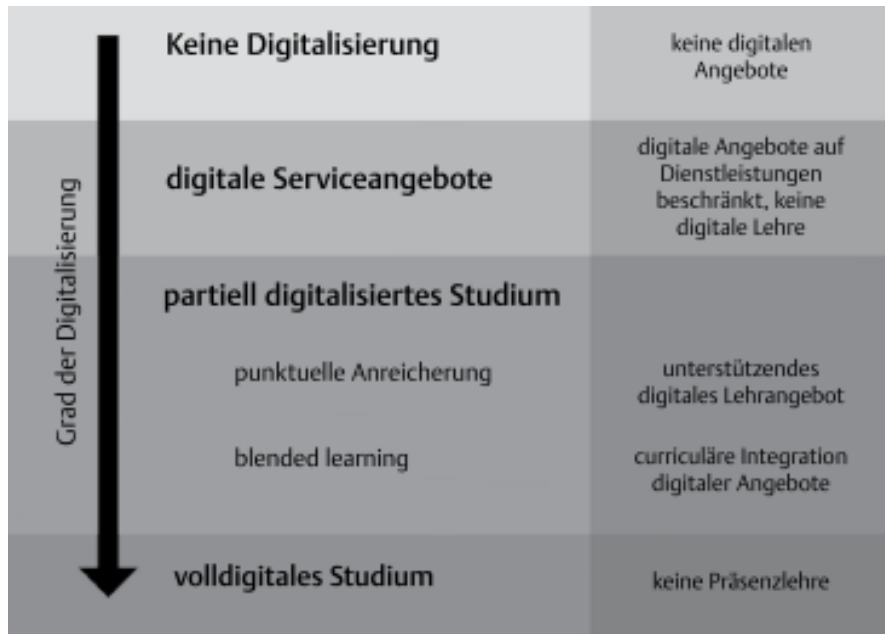 Grad der Digitalisierung
Keine Digitalisierung
keine digitalen
Angebote
digitale Serviceangebote
digitale Angebote auf
Dienstleistungen
beschränkt, keine
digitale Lehre
partiell digitalisiertes Studium
punktuelle Anreicherung
unterstützendes
digitales Lehrangebot
blended learning
curriculäre Integration
digitaler Angebote
volldigitales Studium
keine Präsenzlehre